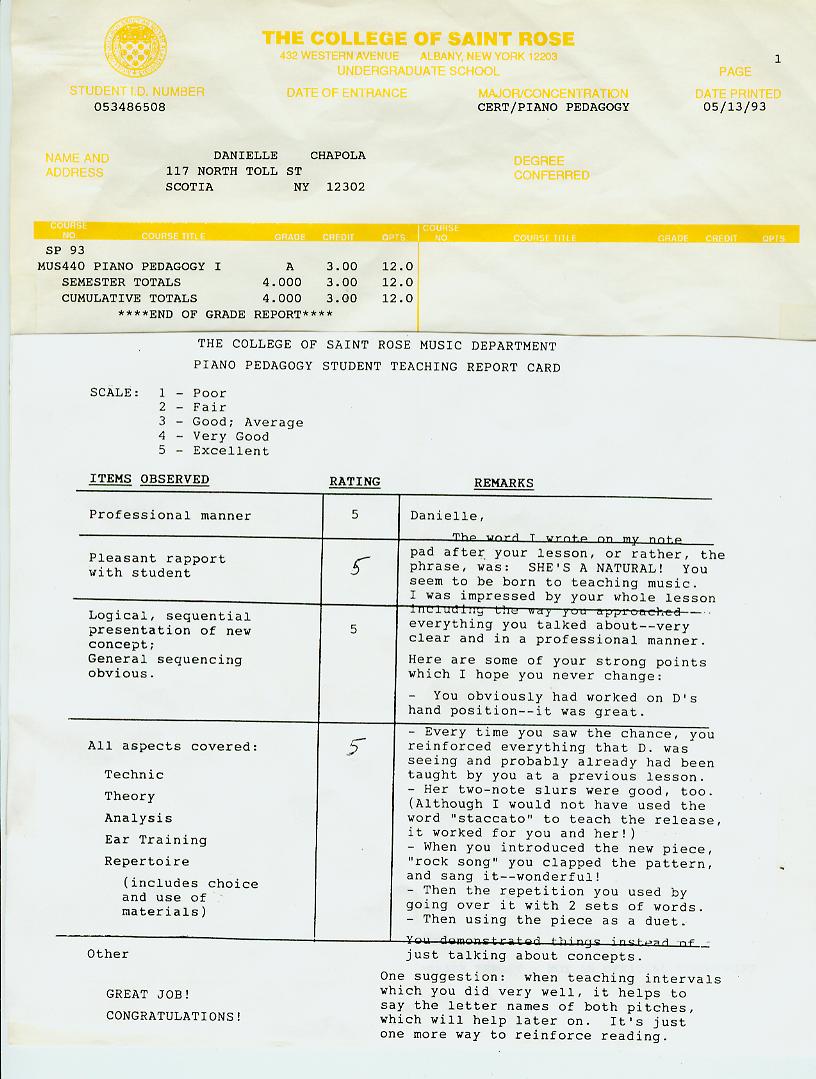 THE COLLEGE OF SAINT ROSE
432 WESTERN AVENUE ALBANY, NEW YORK 12203
UNDERGRADUATE SCHOOL
PAGE 1
STUDENT I.D. NUMBER DATE OF ENTRANCE MAJOR/CONCENTRATION DATE PRINTED
053486508 CERT/PIANO PEDAGOGY 05/13/93
NAME AND ADDRESS
DANIELLE CHAPOLA
117 NORTH TOLL ST
SCOTIA NY 12302
DEGREE CONFERRED
COURSE NO. COURSE TITLE GRADE CREDIT QPTS COURSE NO. COURSE TITLE GRADE CREDIT QPTS
SP 93
MUS440 PIANO PEDAGOGY I A 3.00 12.0
SEMESTER TOTALS 4.000 3.00 12.0
CUMULATIVE TOTALS 4.000 3.00 12.0
****END OF GRADE REPORT****
THE COLLEGE OF SAINT ROSE MUSIC DEPARTMENT
PIANO PEDAGOGY STUDENT TEACHING REPORT CARD
SCALE: 1 - Poor
2 - Fair
3 - Good; Average
4 - Very Good
5 - Excellent
ITEMS OBSERVED RATING REMARKS
Professional manner 5
Pleasant rapport
with student 5
Logical, sequential
presentation of new
concept; 5
General sequencing
obvious.
All aspects covered: 5
Technic
Theory
Analysis
Ear Training
Repertoire
(includes choice
and use of
materials)
Other
GREAT JOB!
CONGRATULATIONS!
Danielle,
The word I wrote on my note
pad after your lesson, or rather, the
phrase, was: SHE'S A NATURAL! You
seem to be born to teaching music.
I was impressed by your whole lesson
including the way you approached
everything you talked about--very
clear and in a professional manner.
Here are some of your strong points
which I hope you never change:
- You obviously had worked on D's
hand position--it was great.
- Every time you saw the chance, you
reinforced everything that D. was
seeing and probably already had been
taught by you at a previous lesson.
- Her two-note slurs were good, too.
(Although I would not have used the
word "staccato" to teach the release,
it worked for you and her!)
- When you introduced the new piece,
"rock song" you clapped the pattern,
and sang it--wonderful!
- Then the repetition you used by
going over it with 2 sets of words.
- Then using the piece as a duet.
You demonstrated things instead of
just talking about concepts.
One suggestion: when teaching intervals
which you did very well, it helps to
say the letter names of both pitches,
which will help later on. It's just
one more way to reinforce reading.